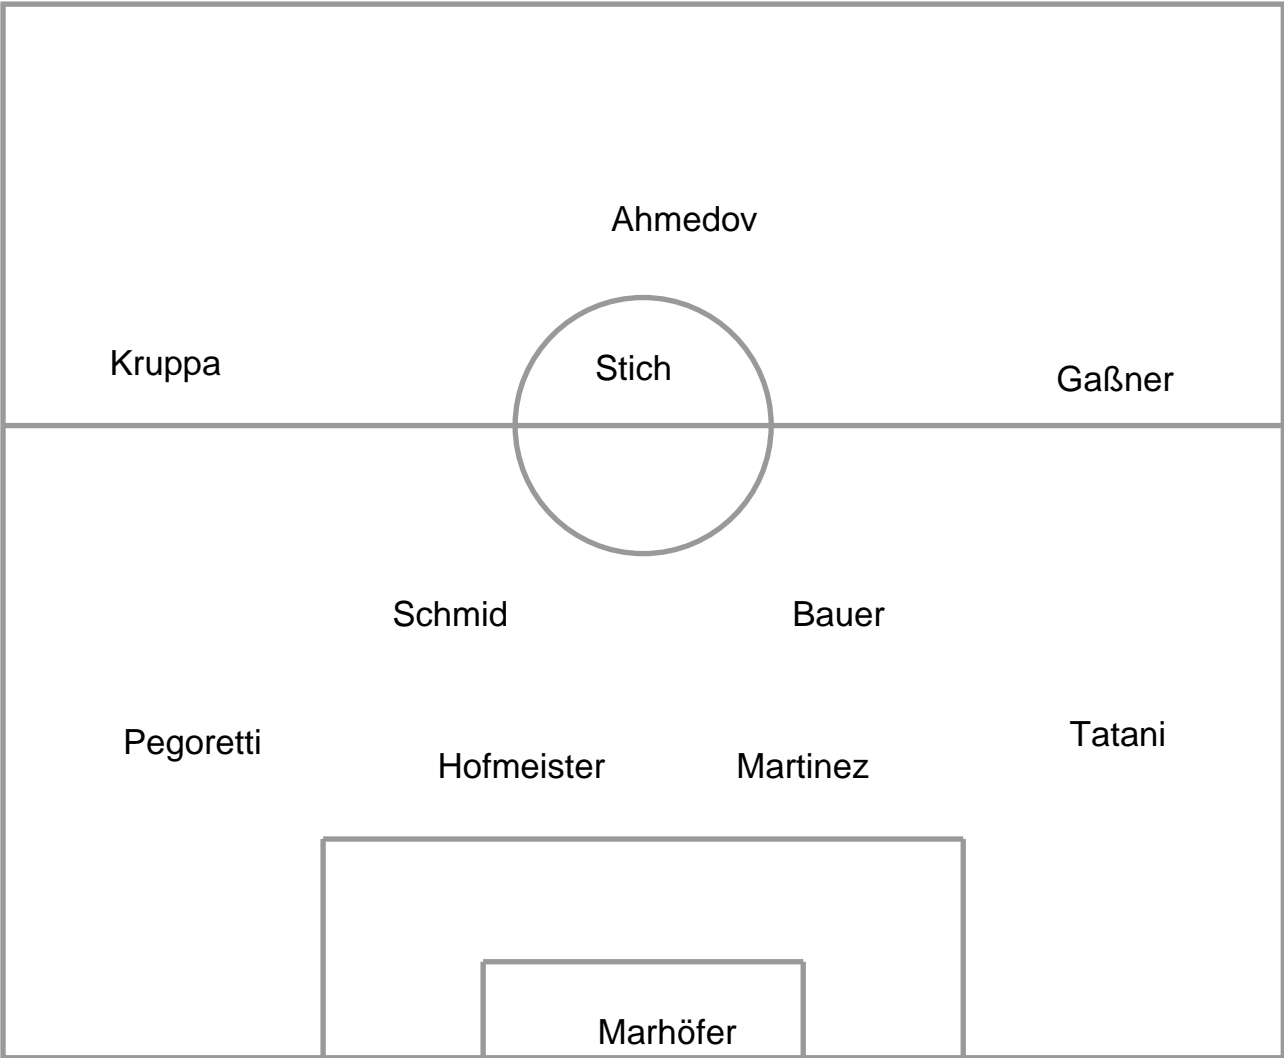 Ahmedov
Kruppa
Stich
Gaßner
Schmid
Bauer
Pegoretti
Tatani
Hofmeister
Martinez
Marhöfer